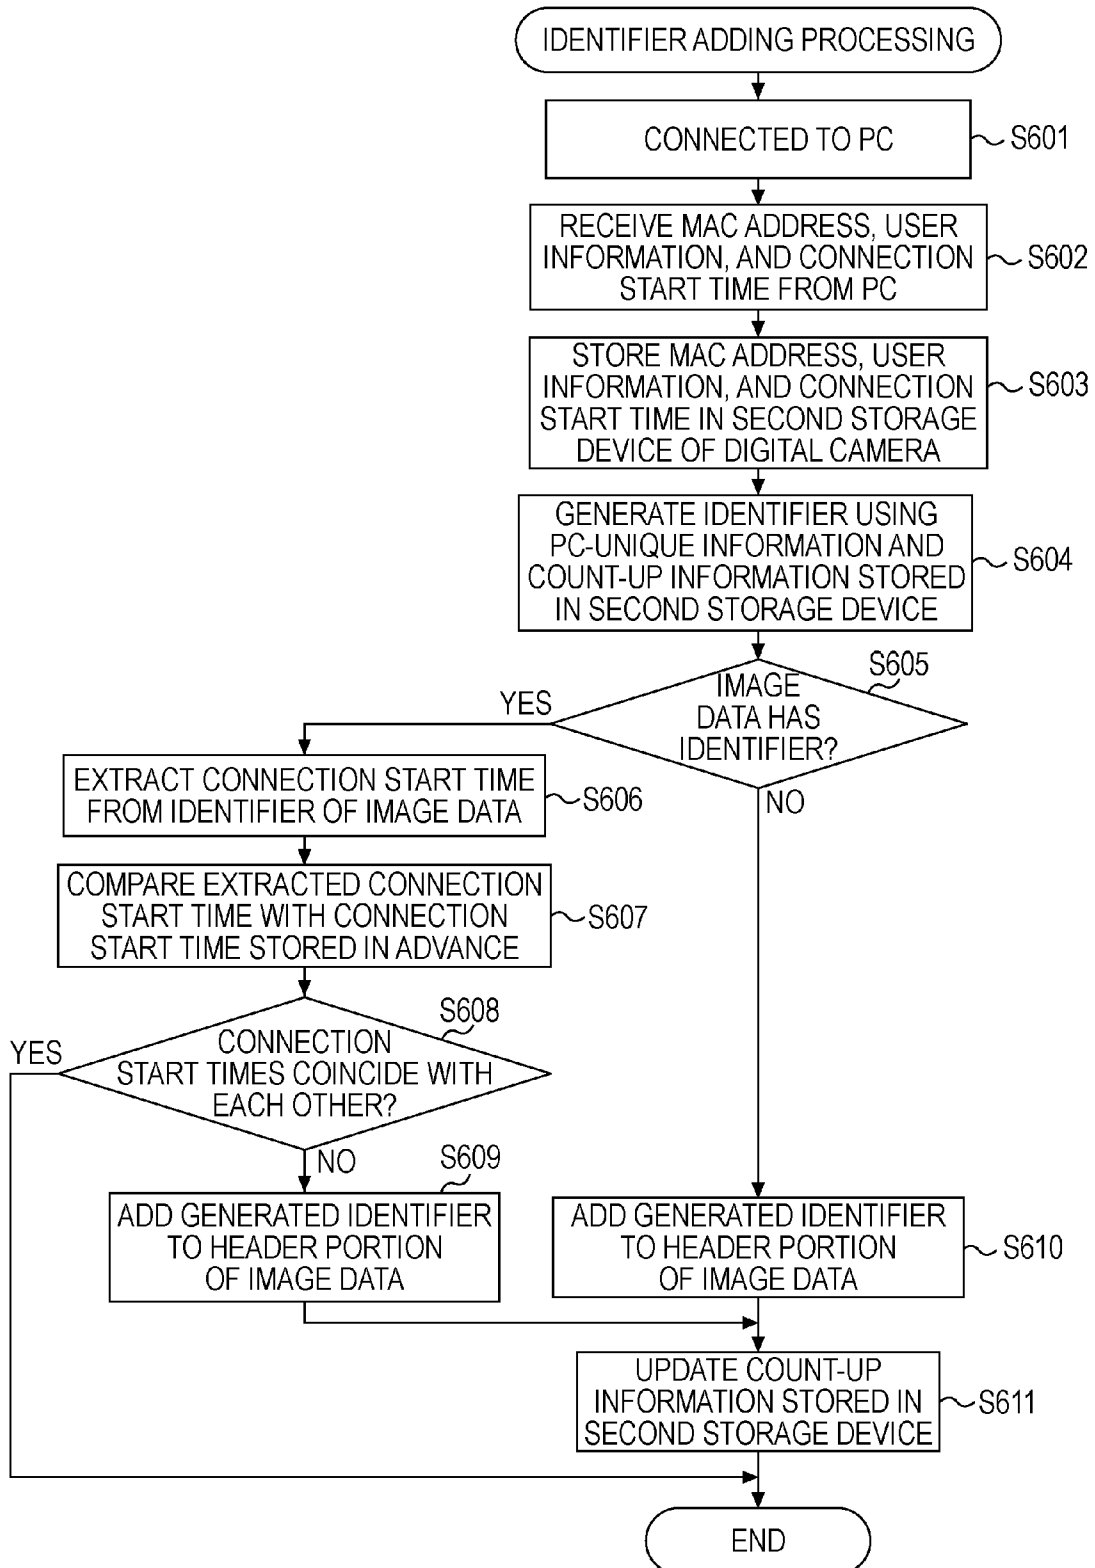 IDENTIFIER ADDING PROCESSING
CONNECTED TO PC
S601
RECEIVE MAC ADDRESS, USER
INFORMATION, AND CONNECTION
START TIME FROM PC
S602
STORE MAC ADDRESS, USER
INFORMATION, AND CONNECTION
START TIME IN SECOND STORAGE
DEVICE OF DIGITAL CAMERA
S603
GENERATE IDENTIFIER USING
PC-UNIQUE INFORMATION AND
COUNT-UP INFORMATION STORED
IN SECOND STORAGE DEVICE
S604
S605
IMAGE
DATA HAS
IDENTIFIER?
YES
NO
EXTRACT CONNECTION START TIME
FROM IDENTIFIER OF IMAGE DATA
S606
COMPARE EXTRACTED CONNECTION
START TIME WITH CONNECTION
START TIME STORED IN ADVANCE
S607
S608
CONNECTION
START TIMES COINCIDE WITH
EACH OTHER?
YES
NO
S609
ADD GENERATED IDENTIFIER
TO HEADER PORTION
OF IMAGE DATA
ADD GENERATED IDENTIFIER
TO HEADER PORTION
OF IMAGE DATA
S610
UPDATE COUNT-UP
INFORMATION STORED IN
SECOND STORAGE DEVICE
S611
END